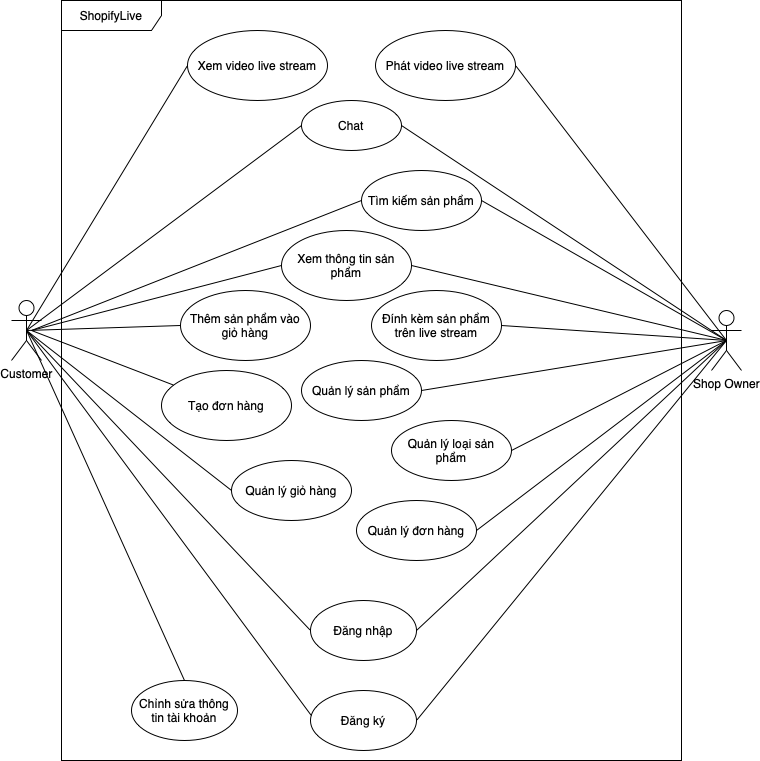 ShopifyLive
Xem video live stream
Phát video live stream
Chat
Tìm kiếm sản phẩm
Xem thông tin sản
phẩm
Thêm sản phẩm vào
giỏ hàng
Đính kèm sản phẩm
trên live stream
Customer
Shop Owner
Quản lý sản phẩm
Tạo đơn hàng
Quản lý loại sản
phẩm
Quản lý giỏ hàng
Quản lý đơn hàng
Đăng nhập
Chỉnh sửa thông
tin tài khoản
Đăng ký